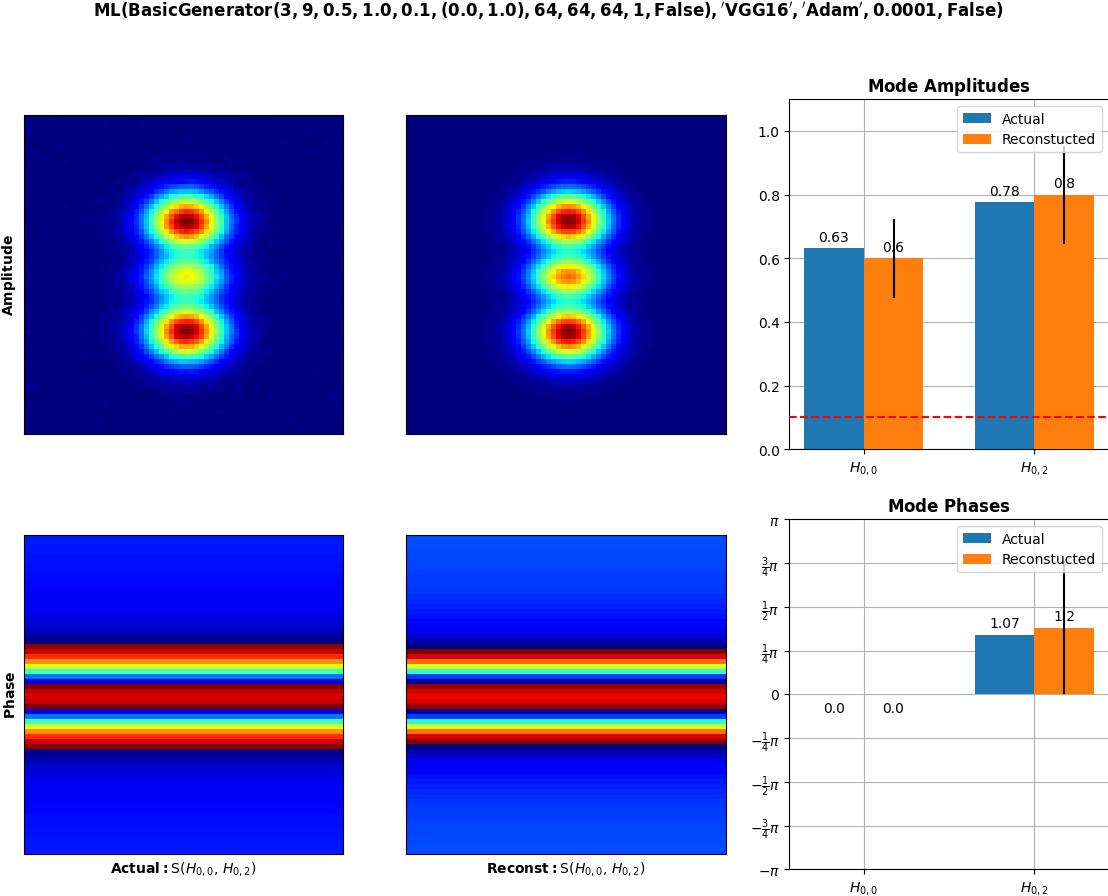 ML(BasicGenerator(3, 9, 0.5, 1.0, 0.1, (0.0, 1.0), 64, 64, 64, 1, False), ′VGG16′, ′Adam′, 0.0001, False)
Amplitude
Mode Amplitudes
Actual
Reconstucted
1.0
0.8
0.6
0.4
0.2
0.0
0.63
0.6
0.78
0.8
H0,0
H0,2
Phase
Actual: S(H0,0, H0,2)
Reconst: S(H0,0, H0,2)
Mode Phases
Actual
Reconstucted
π
3/4π
1/2π
1/4π
0
−1/4π
−1/2π
−3/4π
−π
0.0
0.0
1.07
1.2
H0,0
H0,2